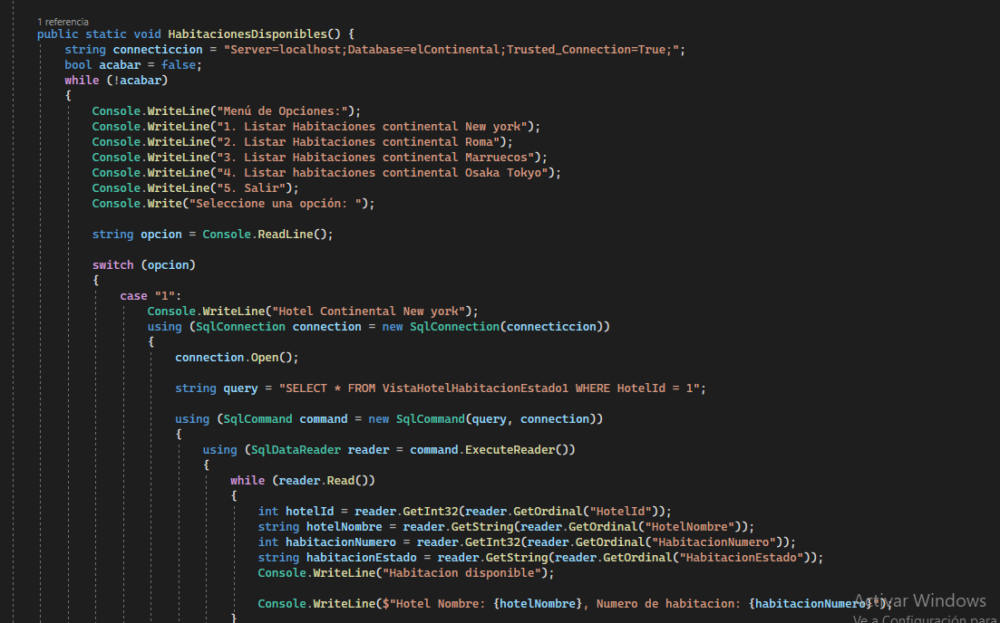 1 referencia
public static void HabitacionesDisponibles() {
string connecticcion = "Server=localhost;Database=elContinental;Trusted_Connection=True;";
bool acabar = false;
while (!acabar)
{
Console.WriteLine("Menú de Opciones:");
Console.WriteLine("1. Listar Habitaciones continental New york");
Console.WriteLine("2. Listar Habitaciones continental Roma");
Console.WriteLine("3. Listar Habitaciones continental Marruecos");
Console.WriteLine("4. Listar habitaciones continental Osaka Tokyo");
Console.WriteLine("5. Salir");
Console.Write("Seleccione una opción: ");
string opcion = Console.ReadLine();
switch (opcion)
{
case "1":
Console.WriteLine("Hotel Continental New york");
using (SqlConnection connection = new SqlConnection(connecticcion))
{
connection.Open();
string query = "SELECT * FROM VistaHotelHabitacionEstado1 WHERE HotelId = 1";
using (SqlCommand command = new SqlCommand(query, connection))
{
using (SqlDataReader reader = command.ExecuteReader())
{
while (reader.Read())
{
int hotelId = reader.GetInt32(reader.GetOrdinal("HotelId"));
string hotelNombre = reader.GetString(reader.GetOrdinal("HotelNombre"));
int habitacionNumero = reader.GetInt32(reader.GetOrdinal("HabitacionNumero"));
string habitacionEstado = reader.GetString(reader.GetOrdinal("HabitacionEstado"));
Console.WriteLine("Habitacion disponible");
Console.WriteLine($"Hotel Nombre: {hotelNombre}, Numero de habitacion: {habitacionNumero}");
}
Activar Windows
Ve a Configuración para